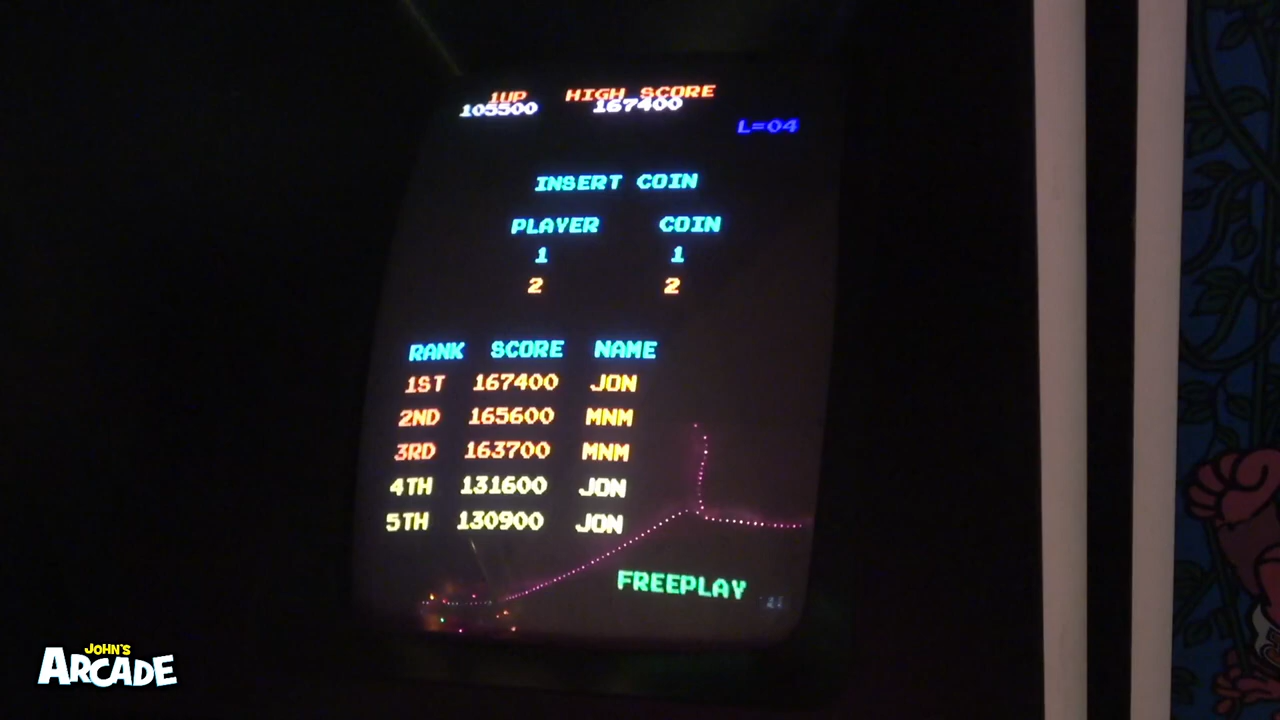 1UP HIGH SCORE
105500 167400
L=04
INSERT COIN
PLAYER COIN
1 1
2 2
RANK SCORE NAME
1ST 167400 JON
2ND 165600 MNM
3RD 163700 MNM
4TH 131600 JON
5TH 130900 JON
FREEPLAY
JOHN'S
ARCADE